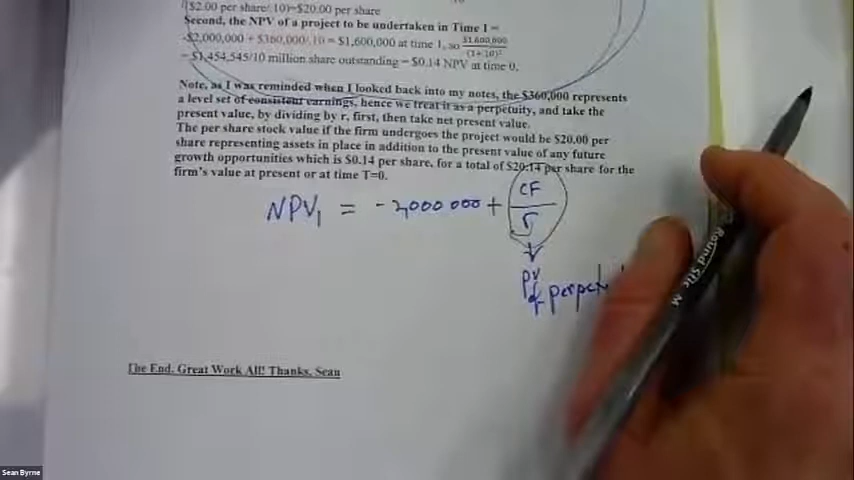 ($2.00 per share/.10)=$20.00 per share
Second, the NPV of a project to be undertaken in Time 1 =
-$2,000,000 + $360,000/.10 = $1,600,000 at time 1, so $1,600,000/(1+.10)¹
= $1,454,545/10 million share outstanding = $0.14 NPV at time 0.
Note, as I was reminded when I looked back into my notes, the $360,000 represents
a level set of consistent earnings, hence we treat it as a perpetuity, and take the
present value, by dividing by r, first, then take net present value.
The per share stock value if the firm undergoes the project would be $20.00 per
share representing assets in place in addition to the present value of any future
growth opportunities which is $0.14 per share, for a total of $20.14 per share for the
firm's value at present or at time T=0.
NPV₁ = - 2,000 000 + CF/r
PV
of perpet
The End. Great Work All! Thanks, Sean
Round Stic M
Sean Byrne